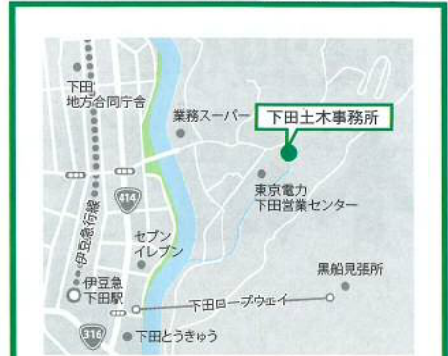 下田
地方合同庁舎
業務スーパー
下田土木事務所
414
東京電力
下田営業センター
伊豆急行線
セブン
イレブン
黒船見張所
伊豆急
下田駅
下田ロープウェイ
316
下田とうきゅう